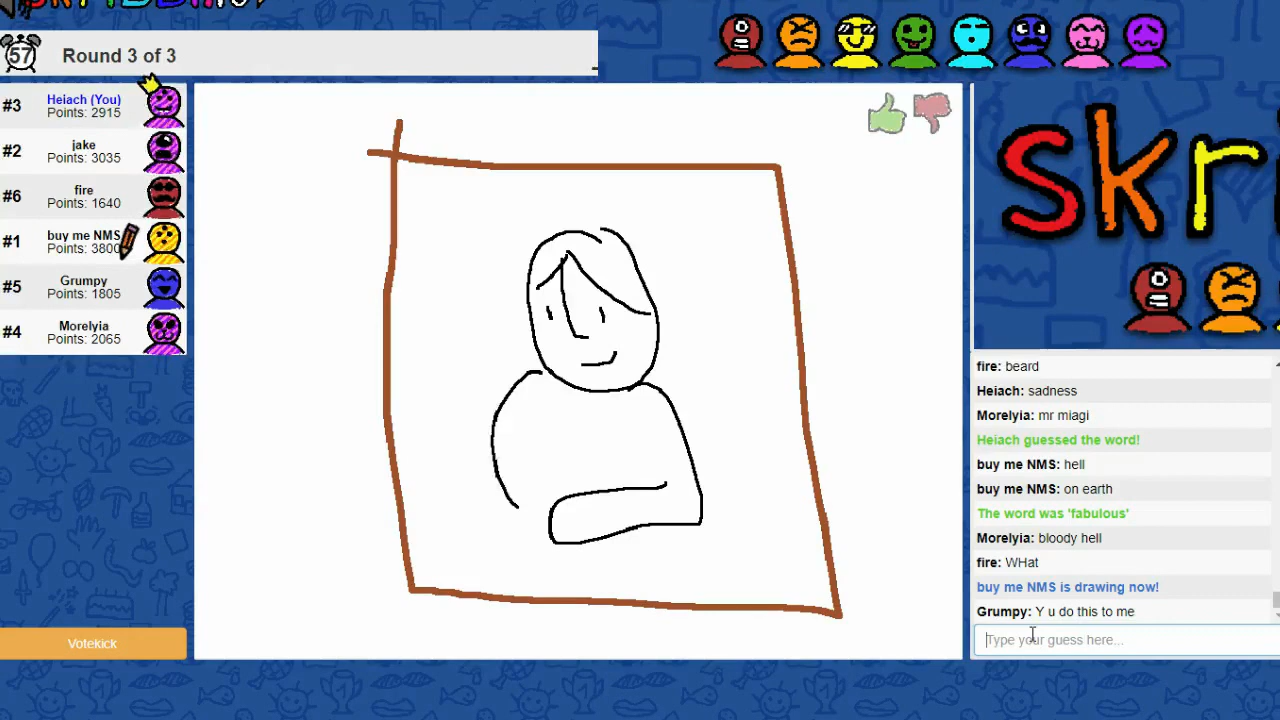 57
Round 3 of 3
#3
Heiach (You)
Points: 2915
#2
jake
Points: 3035
#6
fire
Points: 1640
#1
buy me NMS
Points: 3800
#5
Grumpy
Points: 1805
#4
Morelyia
Points: 2065
Votekick
skr
fire: beard
Heiach: sadness
Morelyia: mr miagi
Heiach guessed the word!
buy me NMS: hell
buy me NMS: on earth
The word was 'fabulous'
Morelyia: bloody hell
fire: WHat
buy me NMS is drawing now!
Grumpy: Y u do this to me
Type your guess here...